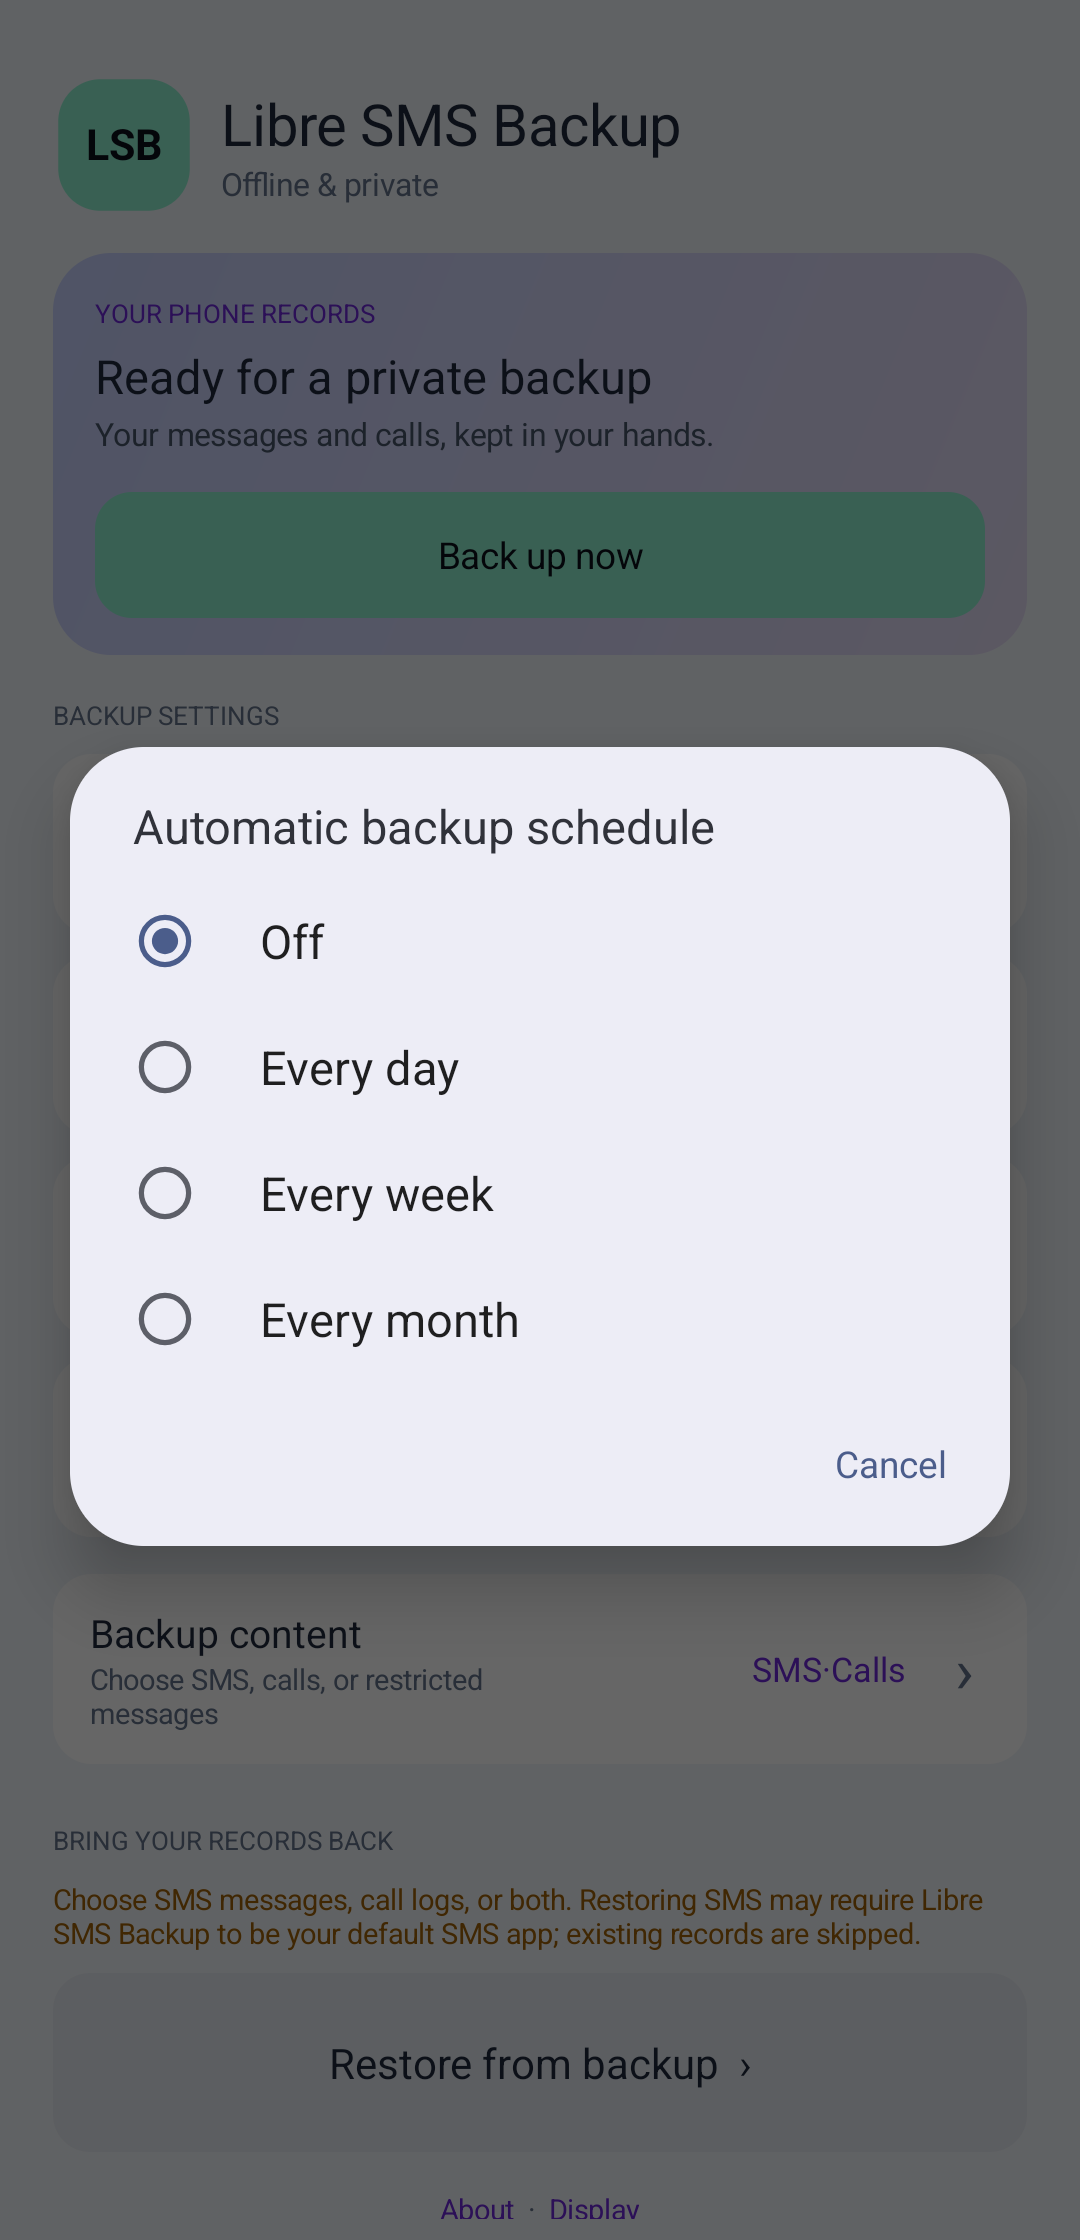 LSB
Libre SMS Backup
Offline & private
YOUR PHONE RECORDS
Ready for a private backup
Your messages and calls, kept in your hands.
Back up now
BACKUP SETTINGS
Automatic backup schedule
Off
Every day
Every week
Every month
Cancel
Backup content
Choose SMS, calls, or restricted
messages
SMS·Calls ›
BRING YOUR RECORDS BACK
Choose SMS messages, call logs, or both. Restoring SMS may require Libre
SMS Backup to be your default SMS app; existing records are skipped.
Restore from backup ›
About · Display